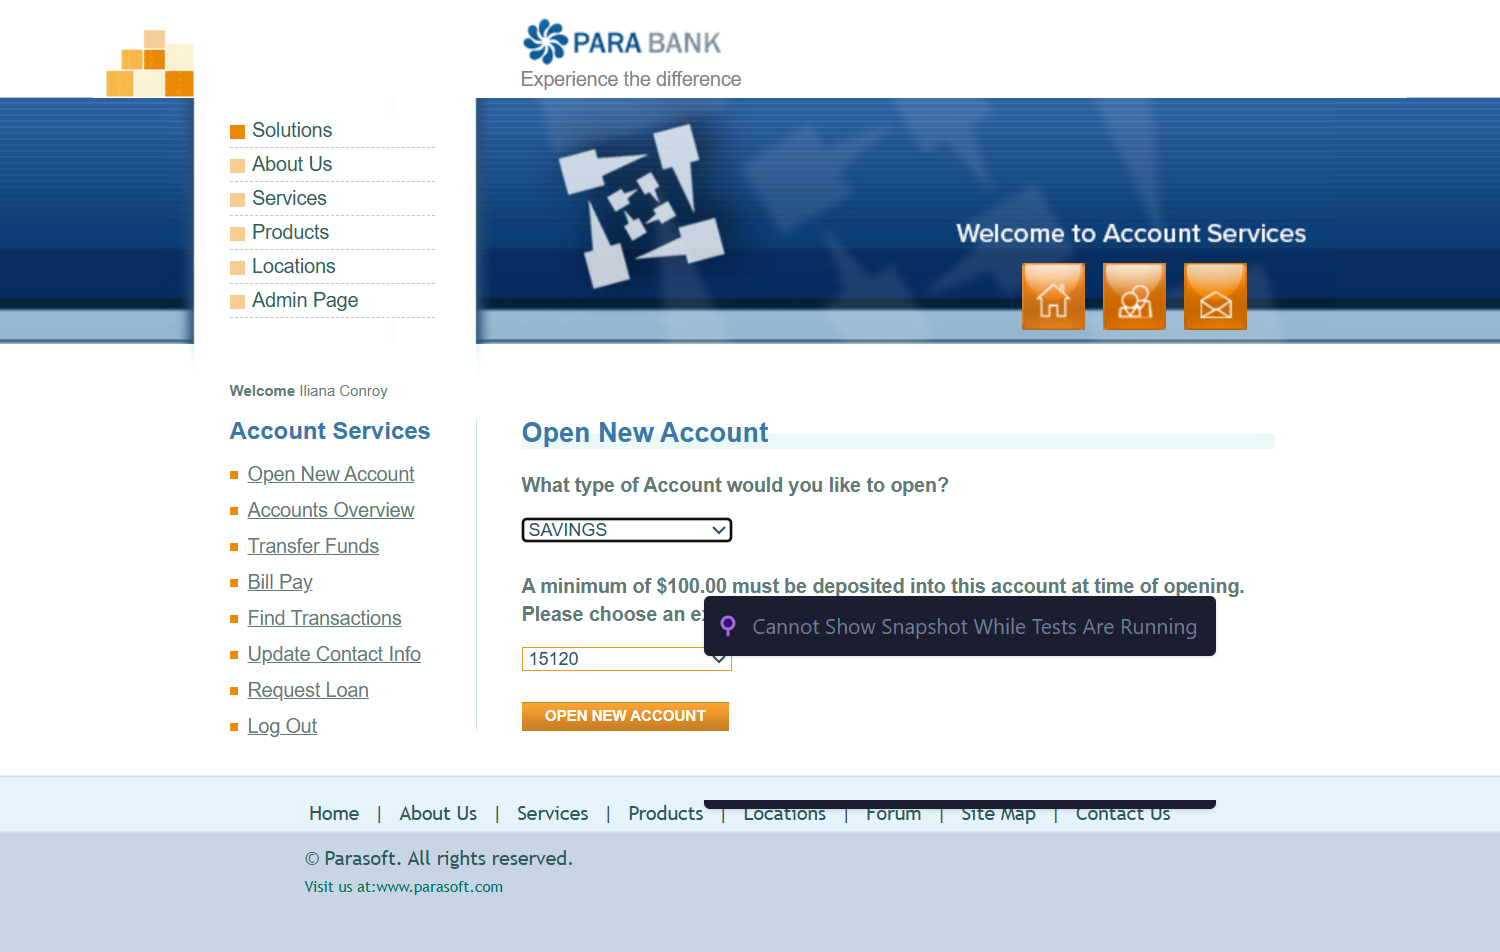 PARA BANK
Experience the difference
Solutions
About Us
Services
Products
Locations
Admin Page
Welcome to Account Services
Welcome Iliana Conroy
Account Services
Open New Account
Accounts Overview
Transfer Funds
Bill Pay
Find Transactions
Update Contact Info
Request Loan
Log Out
Open New Account
What type of Account would you like to open?
SAVINGS
A minimum of $100.00 must be deposited into this account at time of opening.
Please choose an
Cannot Show Snapshot While Tests Are Running
15120
OPEN NEW ACCOUNT
Home | About Us | Services | Products | Locations | Forum | Site Map | Contact Us
© Parasoft. All rights reserved.
Visit us at:www.parasoft.com